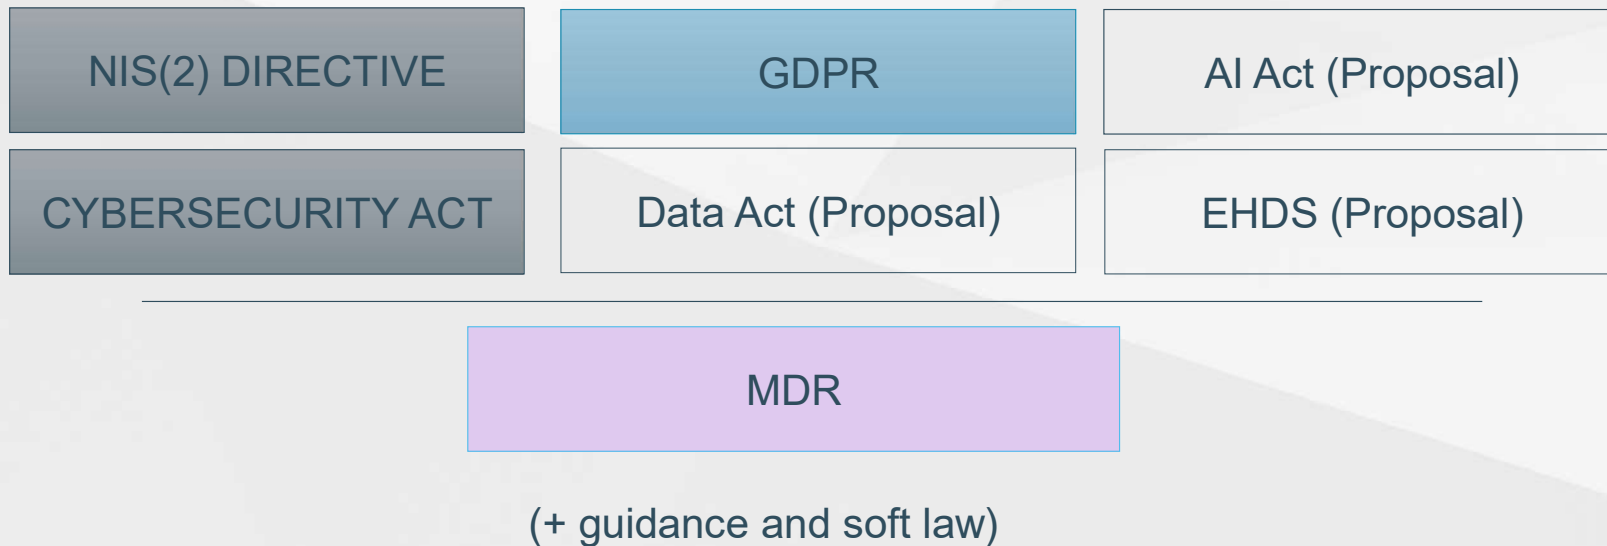 NIS(2) DIRECTIVE
GDPR
AI Act (Proposal)
CYBERSECURITY ACT
Data Act (Proposal)
EHDS (Proposal)
MDR
(+ guidance and soft law)